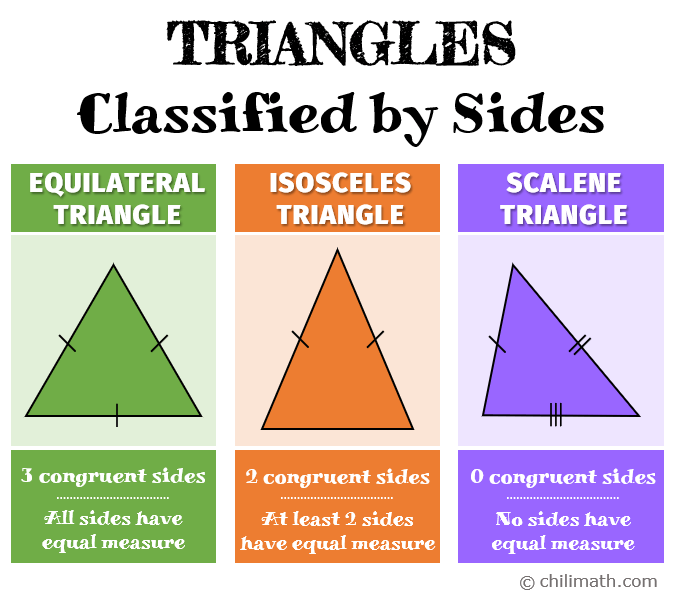 TRIANGLES
Classified by Sides
EQUILATERAL
TRIANGLE
ISOSCELES
TRIANGLE
SCALENE
TRIANGLE
3 congruent sides
All sides have
equal measure
2 congruent sides
At least 2 sides
have equal measure
0 congruent sides
No sides have
equal measure
© chilimath.com